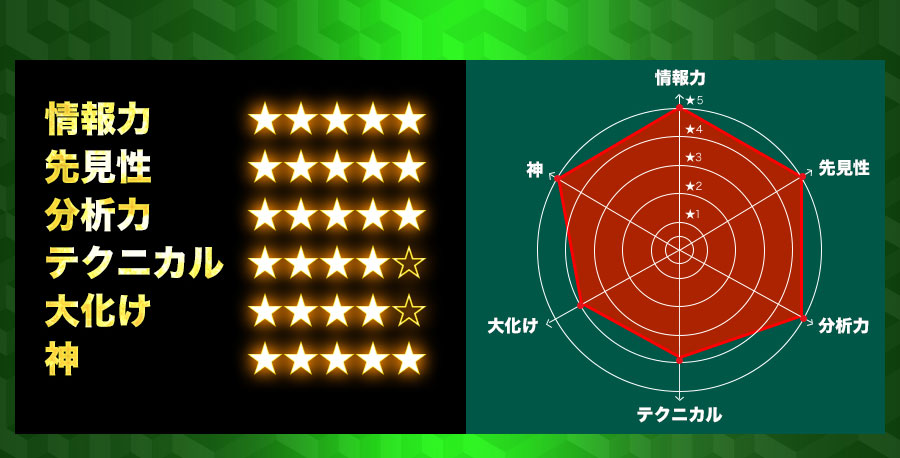 情報力 ★★★★★
先見性 ★★★★★
分析力 ★★★★★
テクニカル ★★★★☆
大化け ★★★★☆
神 ★★★★★
情報力
★5
★4
★3
★2
★1
先見性
分析力
テクニカル
大化け
神